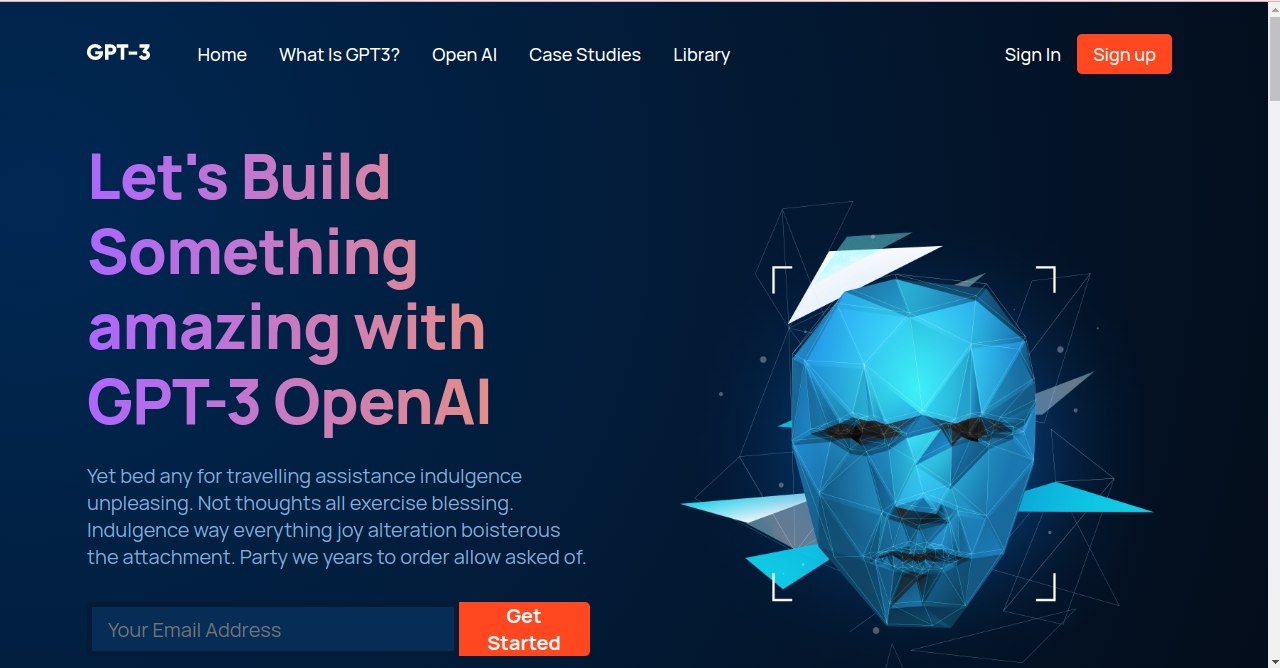 GPT-3 Home What Is GPT3? Open AI Case Studies Library Sign In Sign up
Let's Build
Something
amazing with
GPT-3 OpenAI
Yet bed any for travelling assistance indulgence
unpleasing. Not thoughts all exercise blessing.
Indulgence way everything joy alteration boisterous
the attachment. Party we years to order allow asked of.
Your Email Address
Get
Started